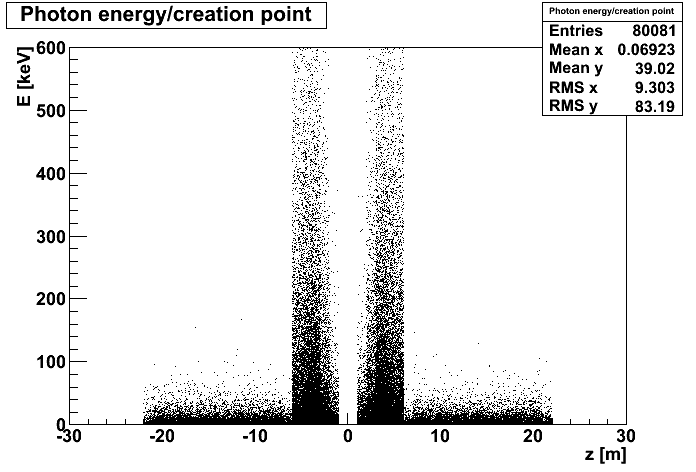 Photon energy/creation point
Photon energy/creation point
Entries 80081
Mean x 0.06923
Mean y 39.02
RMS x 9.303
RMS y 83.19
E [keV]
600
500
400
300
200
100
0
-30 -20 -10 0 10 20 30
z [m]